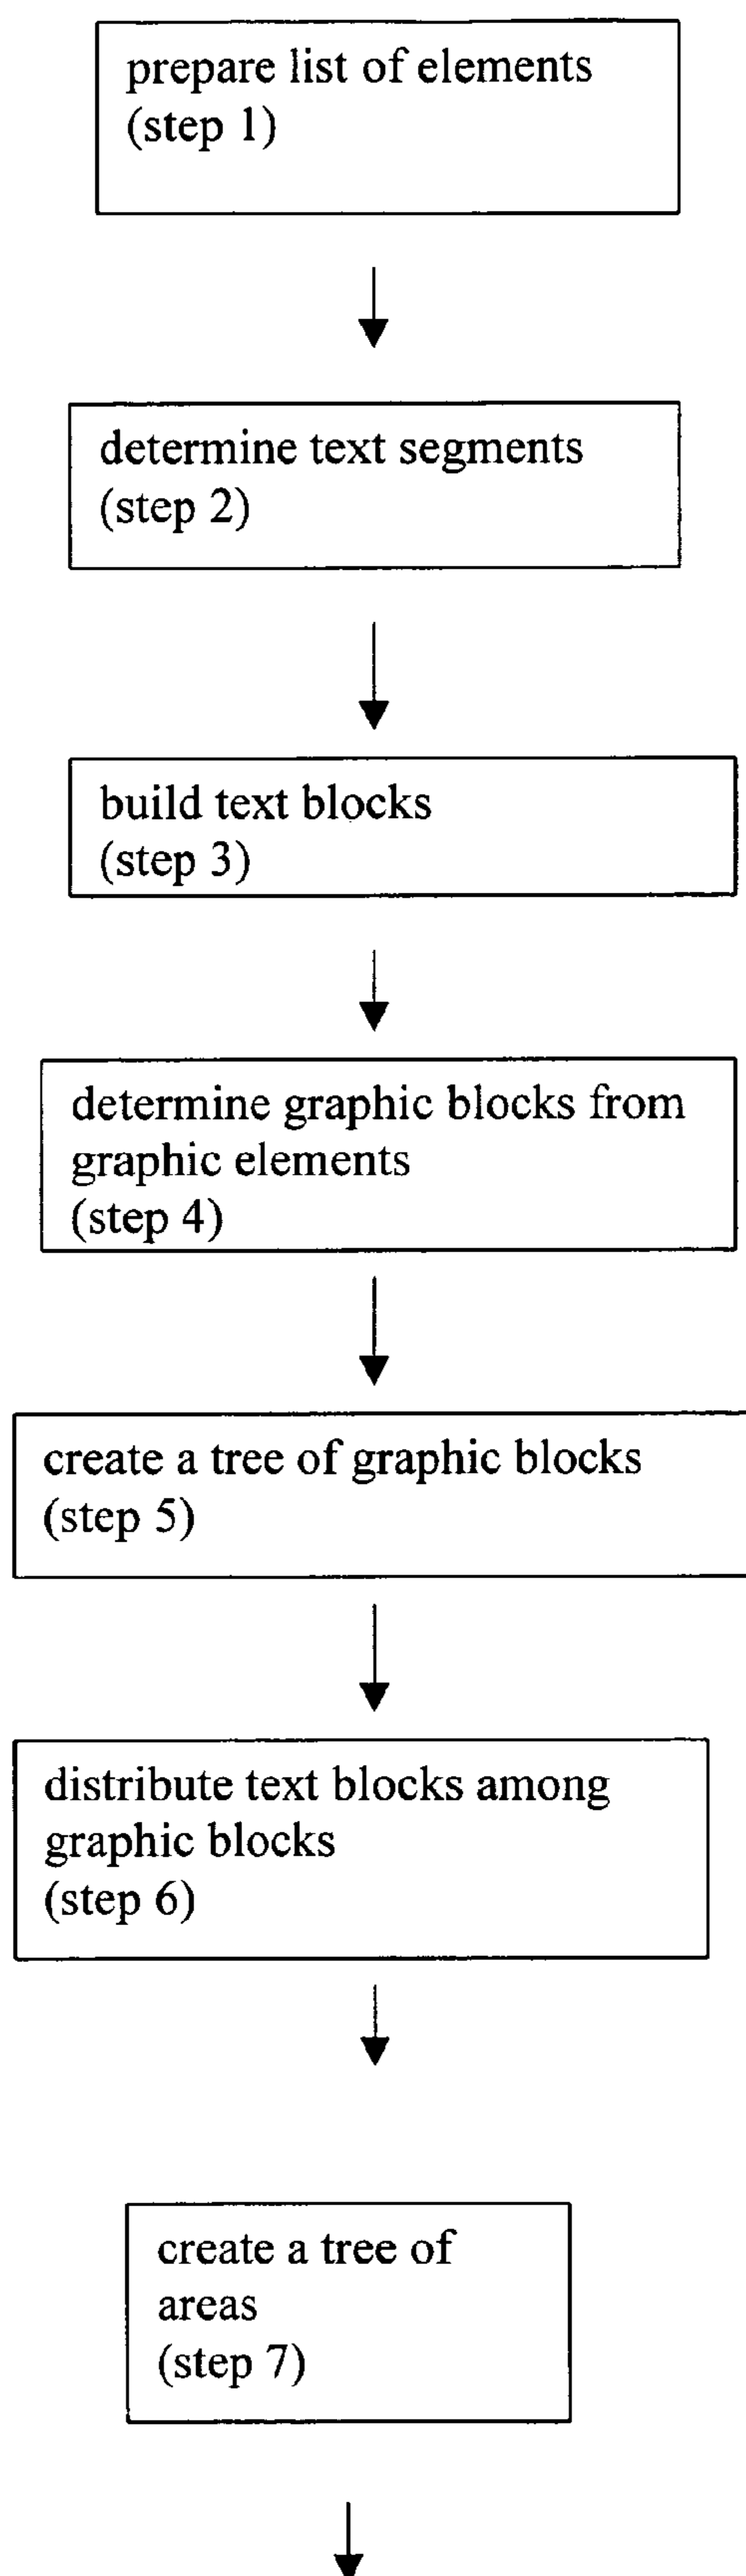 prepare list of elements
(step 1)
determine text segments
(step 2)
build text blocks
(step 3)
determine graphic blocks from
graphic elements
(step 4)
create a tree of graphic blocks
(step 5)
distribute text blocks among
graphic blocks
(step 6)
create a tree of
areas
(step 7)